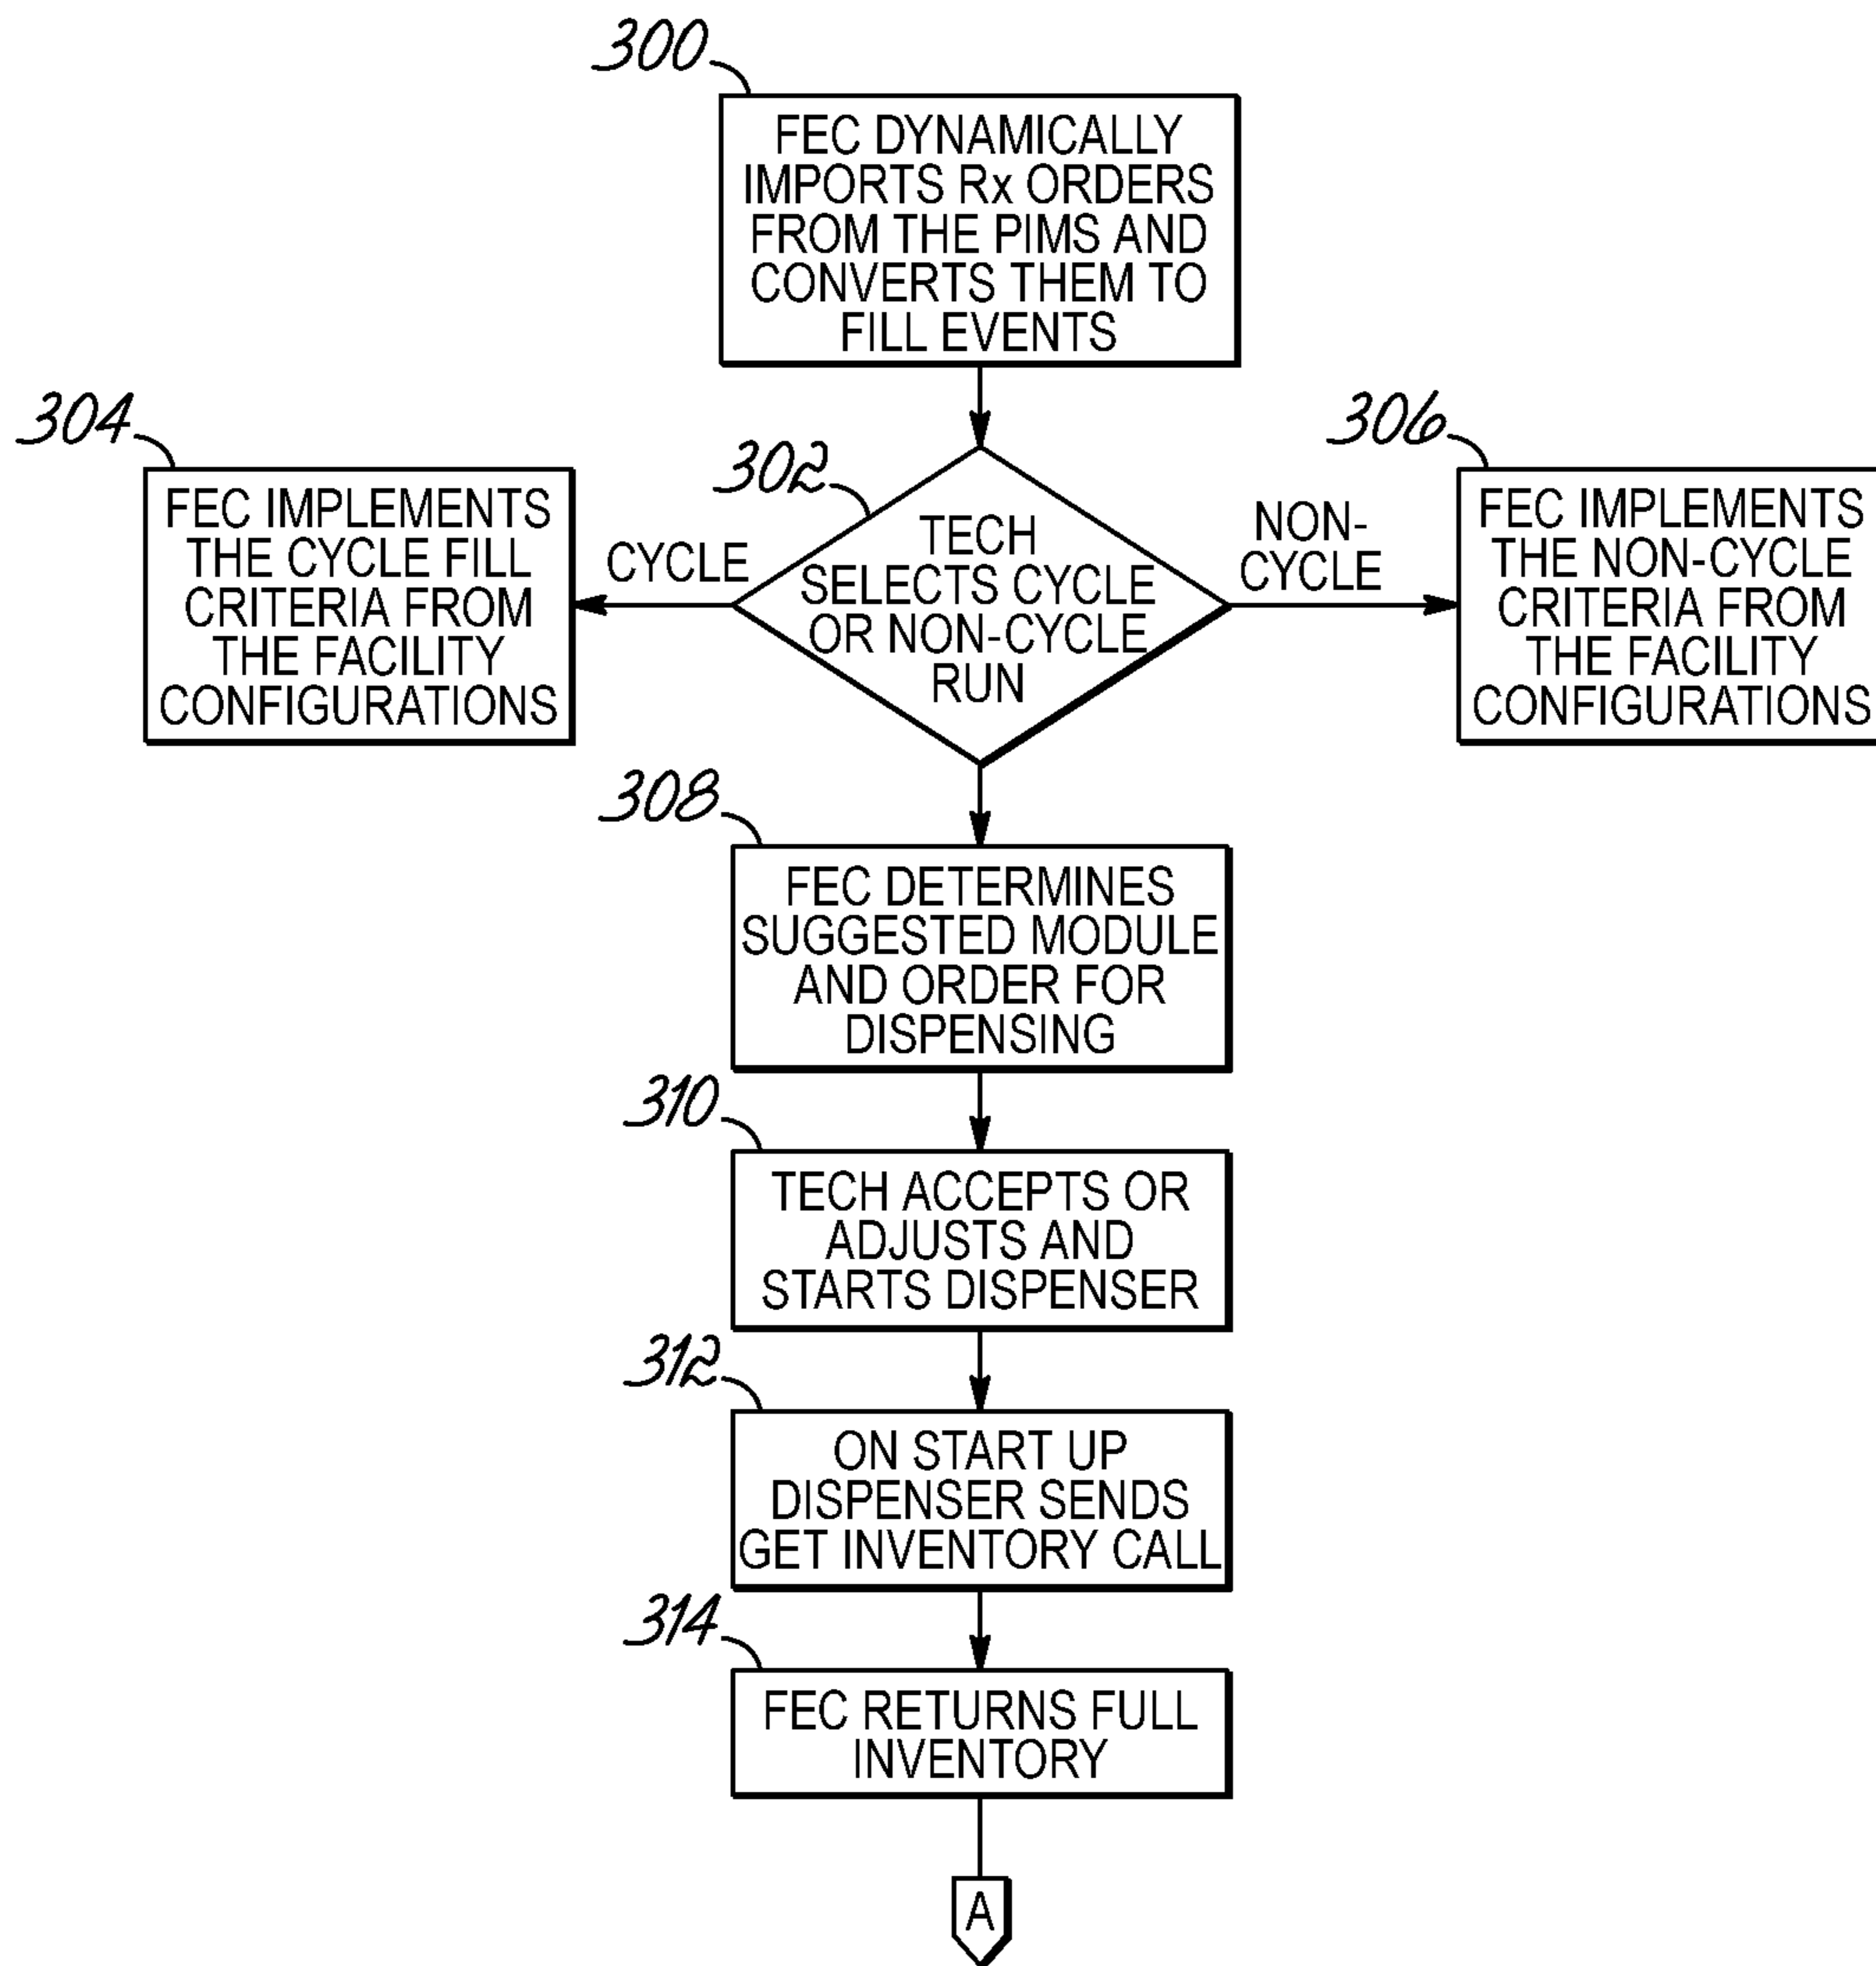 300
FEC DYNAMICALLY
IMPORTS Rx ORDERS
FROM THE PIMS AND
CONVERTS THEM TO
FILL EVENTS
304
FEC IMPLEMENTS
THE CYCLE FILL
CRITERIA FROM
THE FACILITY
CONFIGURATIONS
CYCLE
302
TECH
SELECTS CYCLE
OR NON-CYCLE
RUN
NON-
CYCLE
306
FEC IMPLEMENTS
THE NON-CYCLE
CRITERIA FROM
THE FACILITY
CONFIGURATIONS
308
FEC DETERMINES
SUGGESTED MODULE
AND ORDER FOR
DISPENSING
310
TECH ACCEPTS OR
ADJUSTS AND
STARTS DISPENSER
312
ON START UP
DISPENSER SENDS
GET INVENTORY CALL
314
FEC RETURNS FULL
INVENTORY
A